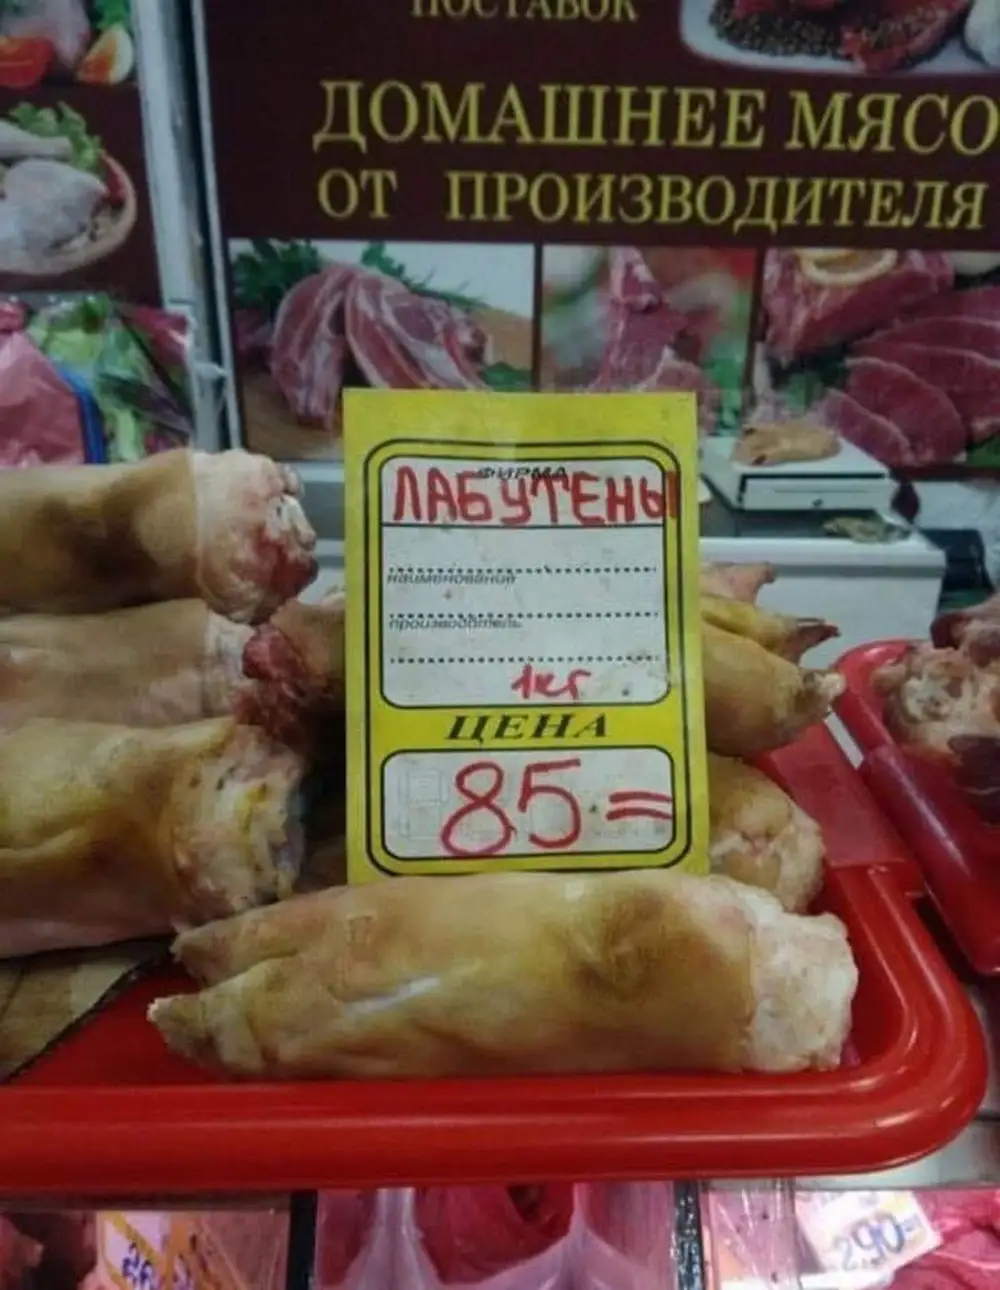 ПОСТАВОК
ДОМАШНЕЕ МЯСО
ОТ ПРОИЗВОДИТЕЛЯ
ФИРМА
ЛАБУТЕНЫ
наименование
производитель
1кг
ЦЕНА
85=
290=